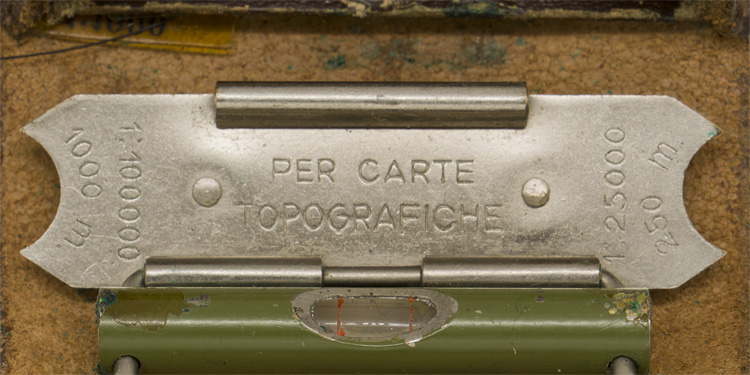 PER CARTE
TOPOGRAFICHE
1:100000
1000 m.
1:25000
250 m.